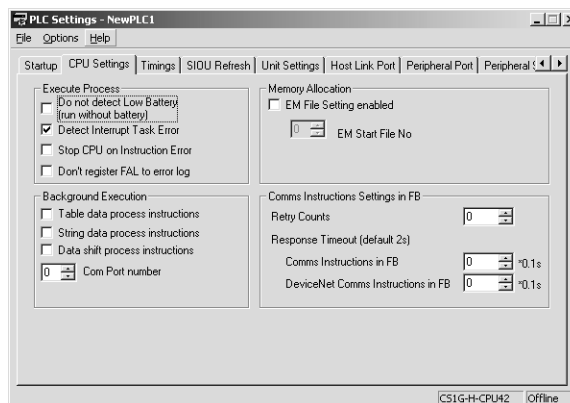 PLC Settings - NewPLC1
File Options Help
Startup CPU Settings Timings SIOU Refresh Unit Settings Host Link Port Peripheral Port Peripheral
Execute Process
Do not detect Low Battery
(run without battery)
Detect Interrupt Task Error
Stop CPU on Instruction Error
Don't register FAL to error log
Memory Allocation
EM File Setting enabled
0 EM Start File No
Background Execution
Table data process instructions
String data process instructions
Data shift process instructions
0 Com Port number
Comms Instructions Settings in FB
Retry Counts 0
Response Timeout (default 2s)
Comms Instructions in FB 0 *0.1s
DeviceNet Comms Instructions in FB 0 *0.1s
CS1G-H-CPU42 Offline